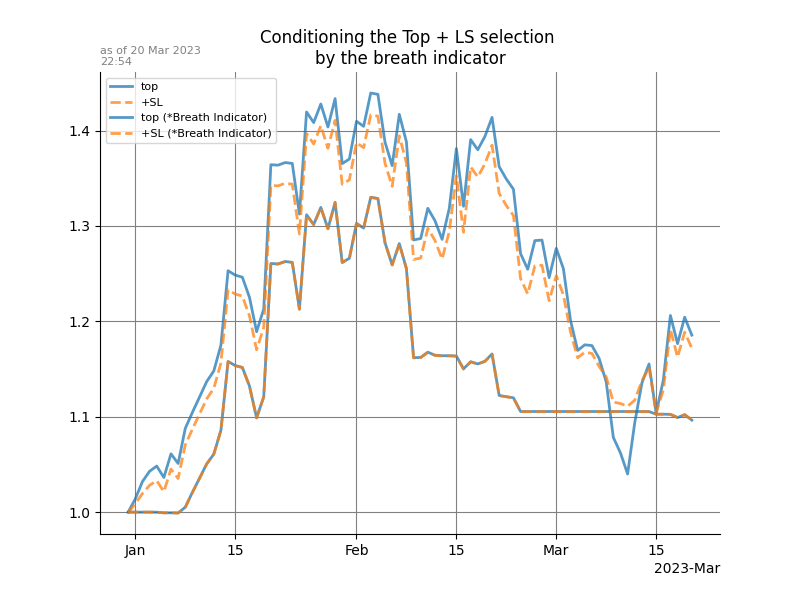 Conditioning the Top + LS selection
by the breath indicator
as of 20 Mar 2023
22:54
top
+SL
top (*Breath Indicator)
+SL (*Breath Indicator)
1.4
1.3
1.2
1.1
1.0
Jan 15 Feb 15 Mar 15
2023-Mar